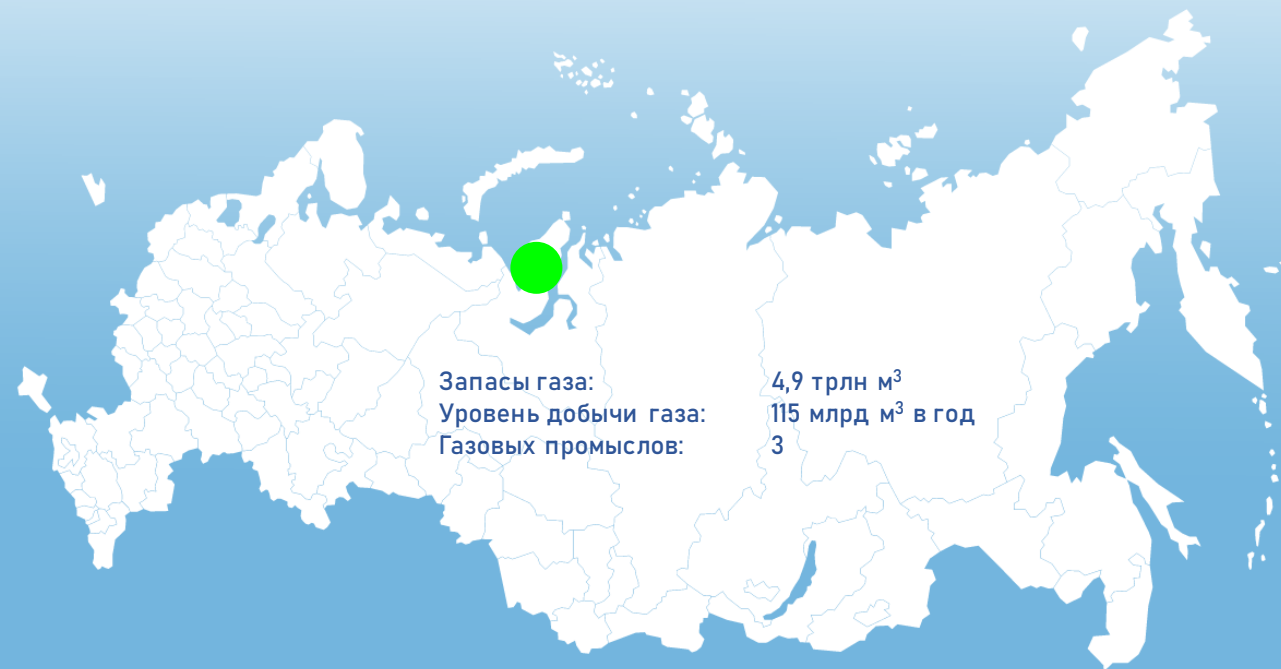 Запасы газа: 4,9 трлн м³
Уровень добычи газа: 115 млрд м³ в год
Газовых промыслов: 3